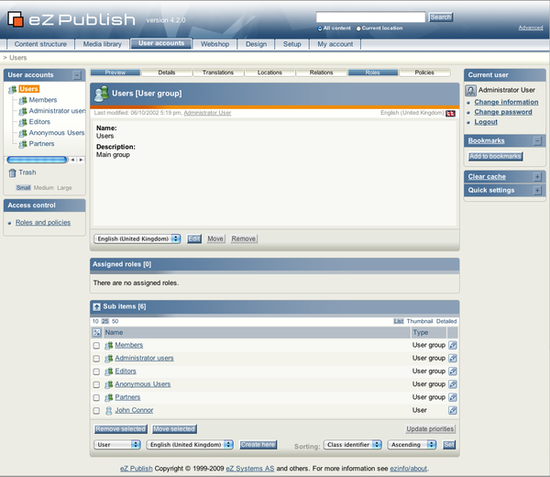 eZ Publish version 4.2.0
Search
All content Current location
Advanced
Content structure Media library User accounts Webshop Design Setup My account
> Users
User accounts
Users
Members
Administrator users
Editors
Anonymous Users
Partners
Trash
Small Medium Large
Access control
Roles and policies
Preview Details Translations Locations Relations Roles Policies
Users [User group]
Last modified: 06/10/2002 5:19 pm, Administrator User English (United Kingdom)
Name:
Users
Description:
Main group
English (United Kingdom) Edit Move Remove
Assigned roles [0]
There are no assigned roles.
Sub items [6]
10 25 50 List Thumbnail Detailed
Name Type
Members User group
Administrator users User group
Editors User group
Anonymous Users User group
Partners User group
John Connor User
Remove selected Move selected Update priorities
User English (United Kingdom) Create here Sorting: Class identifier Ascending Set
Current user
Administrator User
Change information
Change password
Logout
Bookmarks -
Add to bookmarks
Clear cache +
Quick settings +
eZ Publish Copyright © 1999-2009 eZ Systems AS and others. For more information see ezinfo/about.